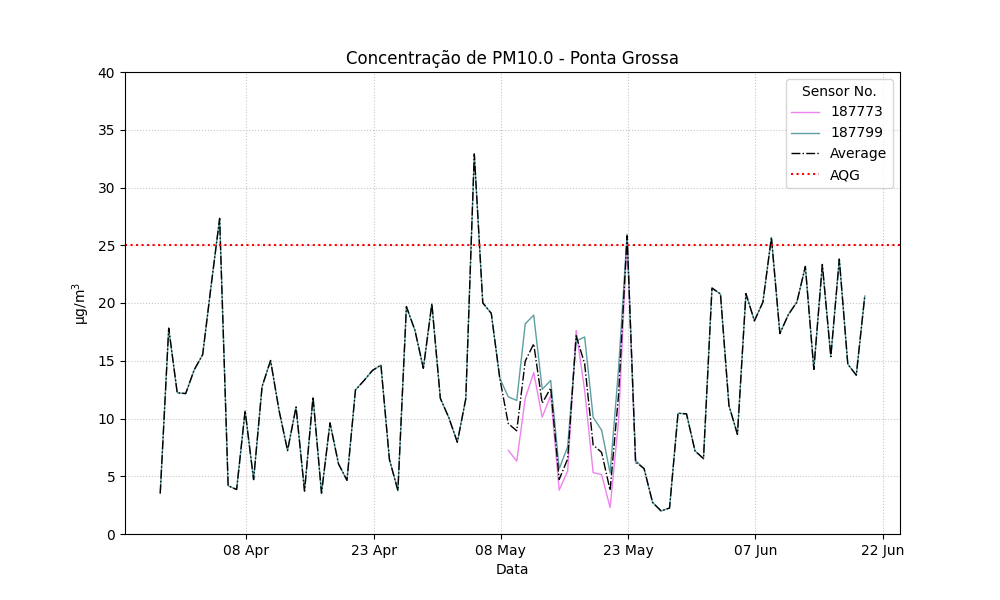 Concentração de PM10.0 - Ponta Grossa
40
35
30
25
20
15
10
5
0
µg/m³
Sensor No.
187773
187799
Average
AQG
08 Apr
23 Apr
08 May
23 May
07 Jun
22 Jun
Data